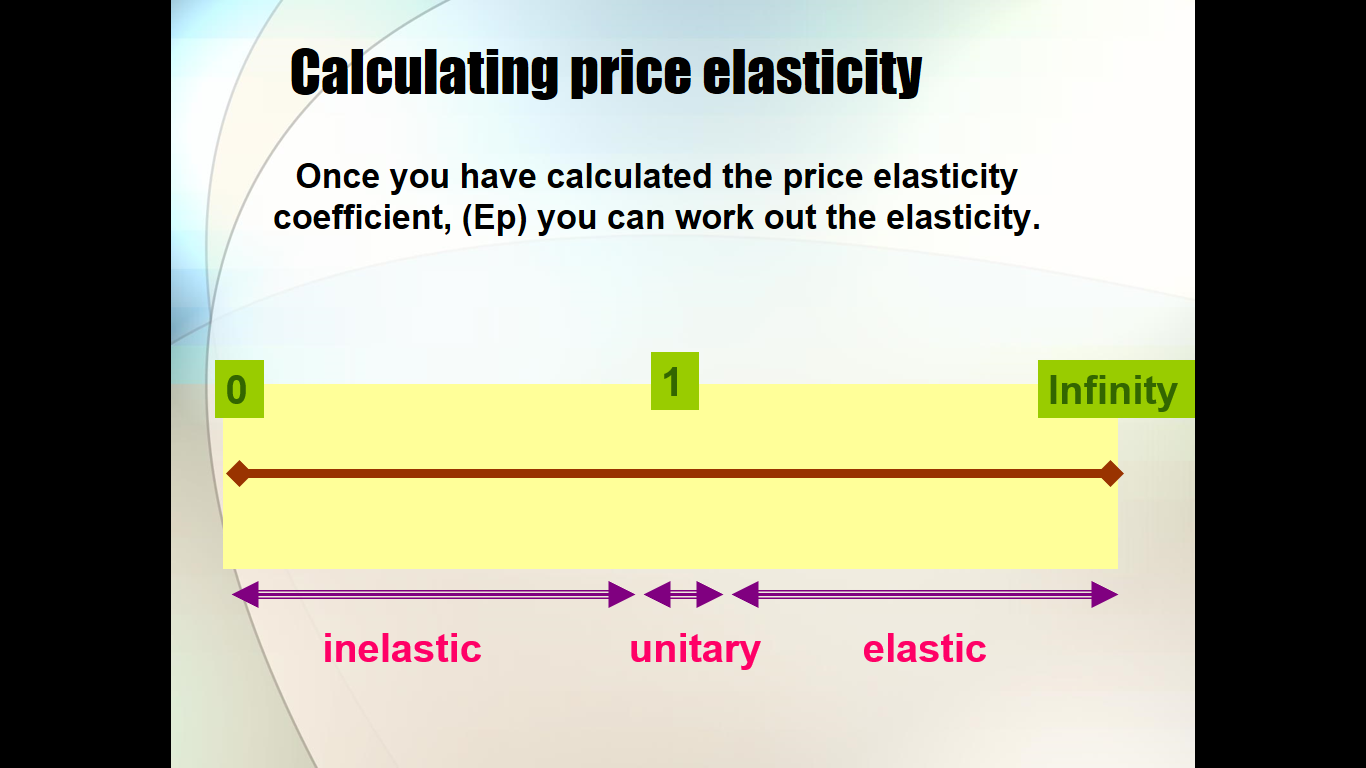 Calculating price elasticity
Once you have calculated the price elasticity
coefficient, (Ep) you can work out the elasticity.
0
1
Infinity
inelastic
unitary
elastic